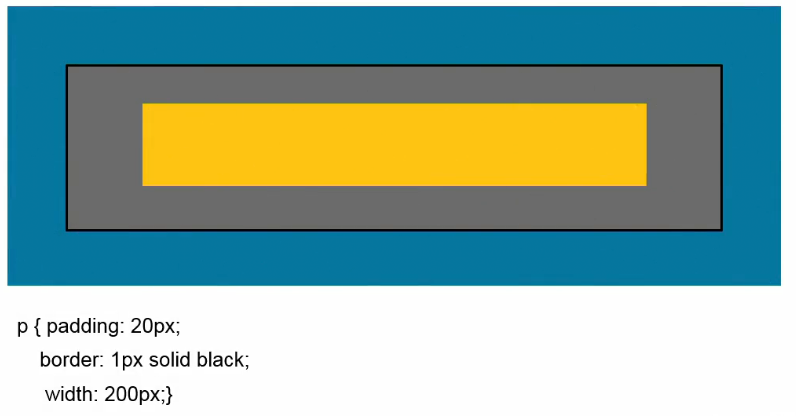 p { padding: 20px;
border: 1px solid black;
width: 200px;}